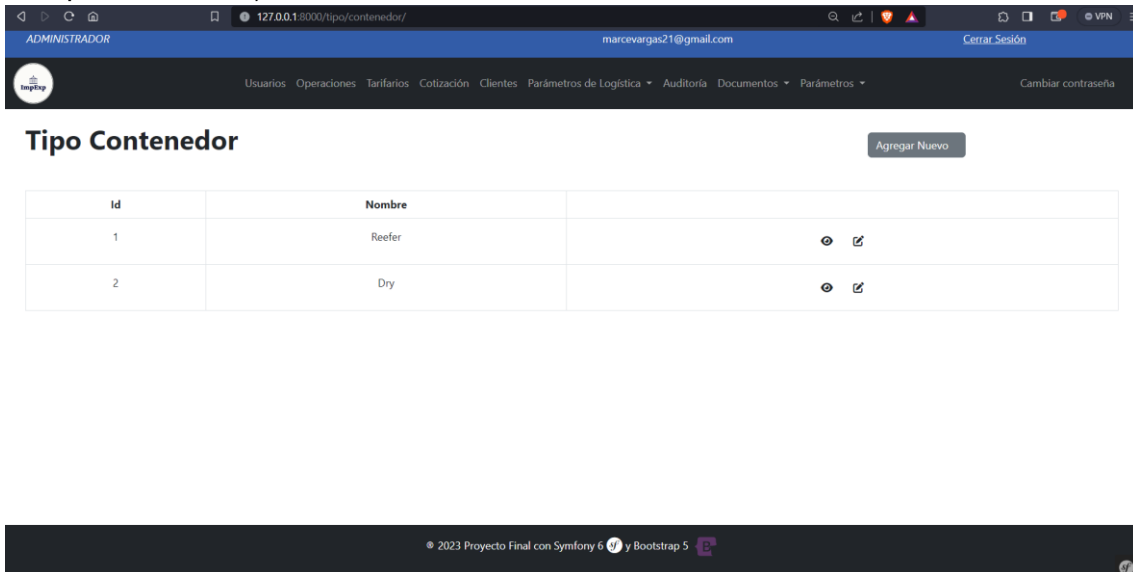 127.0.0.1:8000/tipo/contenedor/ VPN
ADMINISTRADOR marcevargas21@gmail.com Cerrar Sesión
ImpExp Usuarios Operaciones Tarifarios Cotización Clientes Parámetros de Logística Auditoría Documentos Parámetros Cambiar contraseña
Tipo Contenedor Agregar Nuevo
Id Nombre
1 Reefer
2 Dry
© 2023 Proyecto Final con Symfony 6 sf y Bootstrap 5 B